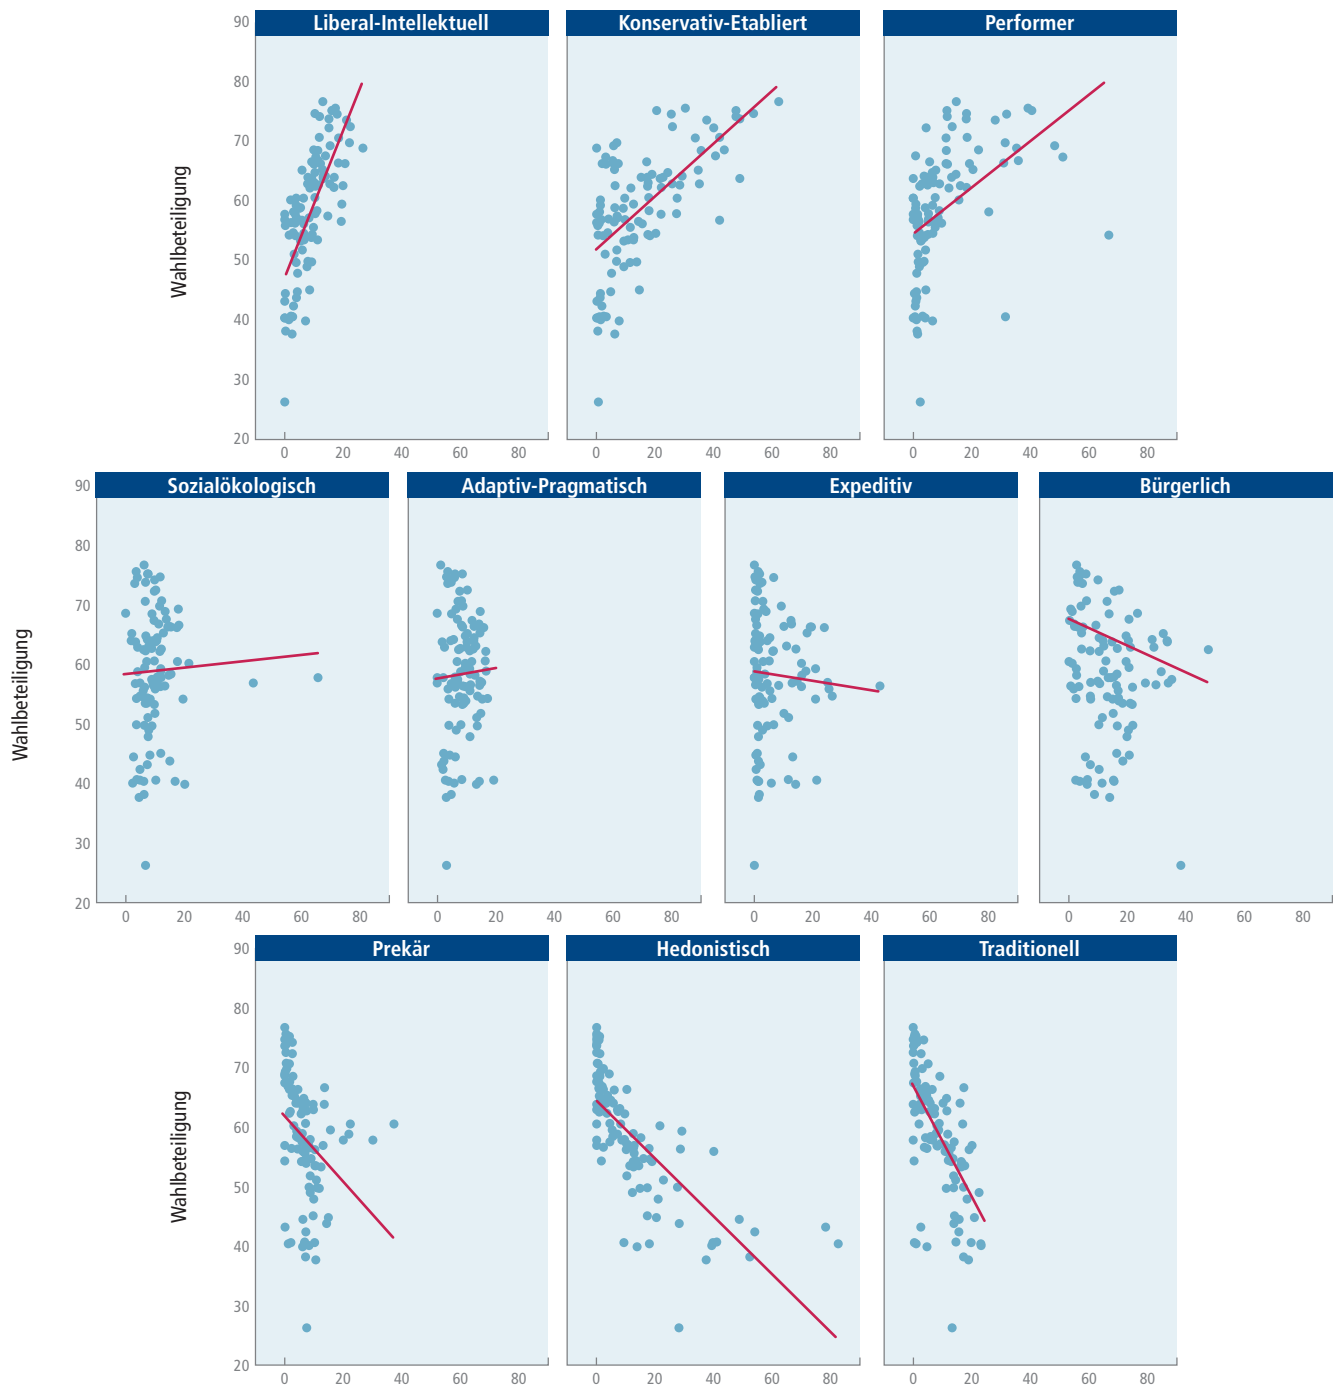 Liberal-Intellektuell Konservativ-Etabliert Performer
90
80
70
60
50
40
30
20
Wahlbeteiligung
0 20 40 60 80 0 20 40 60 80 0 20 40 60 80
Sozialökologisch Adaptiv-Pragmatisch Expeditiv Bürgerlich
90
80
70
60
50
40
30
20
Wahlbeteiligung
0 20 40 60 80 0 20 40 60 80 0 20 40 60 80 0 20 40 60 80
Prekär Hedonistisch Traditionell
90
80
70
60
50
40
30
20
Wahlbeteiligung
0 20 40 60 80 0 20 40 60 80 0 20 40 60 80